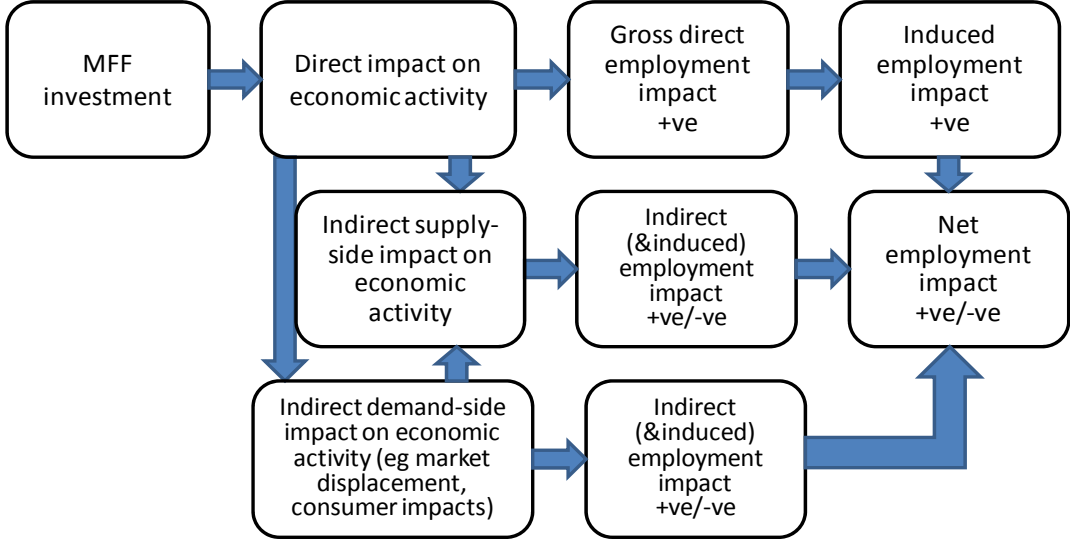 MFF
investment
Direct impact on
economic activity
Gross direct
employment
impact
+ve
Induced
employment
impact
+ve
Indirect supply-
side impact on
economic
activity
Indirect
(&induced)
employment
impact
+ve/-ve
Net
employment
impact
+ve/-ve
Indirect demand-side
impact on economic
activity (eg market
displacement,
consumer impacts)
Indirect
(&induced)
employment
impact
+ve/-ve